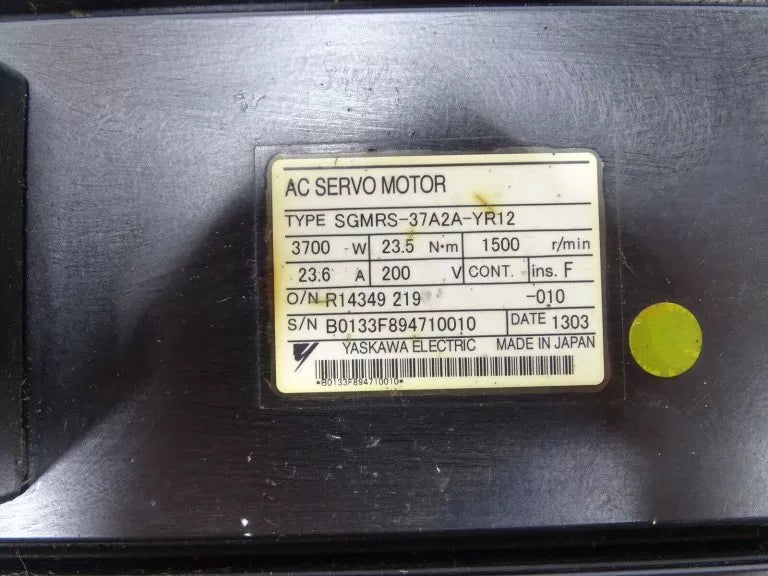 AC SERVO MOTOR
TYPE SGMRS-37A2A-YR12
3700 W 23.5 N·m 1500 r/min
23.6 A 200 V CONT. ins. F
O/N R14349 219 -010
S/N B0133F894710010 DATE 1303
YASKAWA ELECTRIC MADE IN JAPAN
*B0133F894710010*